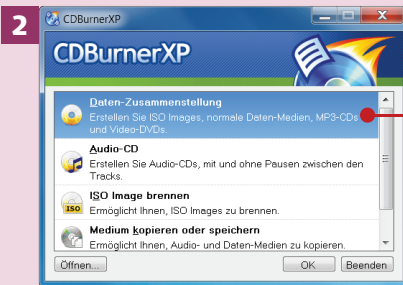 2
CDBurnerXP
CDBurnerXP
Daten-Zusammenstellung
Erstellen Sie ISO Images, normale Daten-Medien, MP3-CDs
und Video-DVDs.
Audio-CD
Erstellen Sie Audio-CDs, mit und ohne Pausen zwischen den
Tracks.
ISO Image brennen
Ermöglicht Ihnen, ISO Images zu brennen.
Medium kopieren oder speichern
Ermöglicht Ihnen, Audio- und Daten-Medien zu kopieren.
Öffnen... OK Beenden